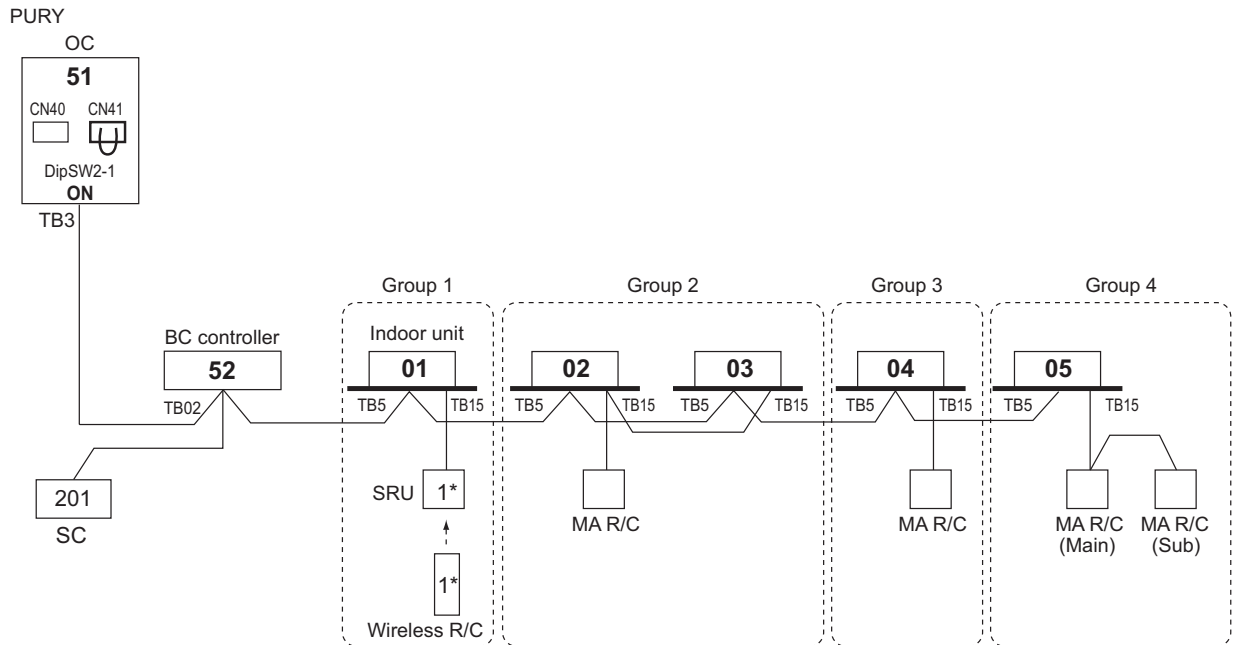 PURY
OC
51
CN40 CN41
DipSW2-1
ON
TB3
Group 1 Group 2 Group 3 Group 4
BC controller Indoor unit
52 01 02 03 04 05
TB02 TB5 TB15 TB5 TB15 TB5 TB15 TB5 TB15 TB5 TB15
201
SC
SRU 1*
MA R/C MA R/C MA R/C (Main) MA R/C (Sub)
1*
Wireless R/C